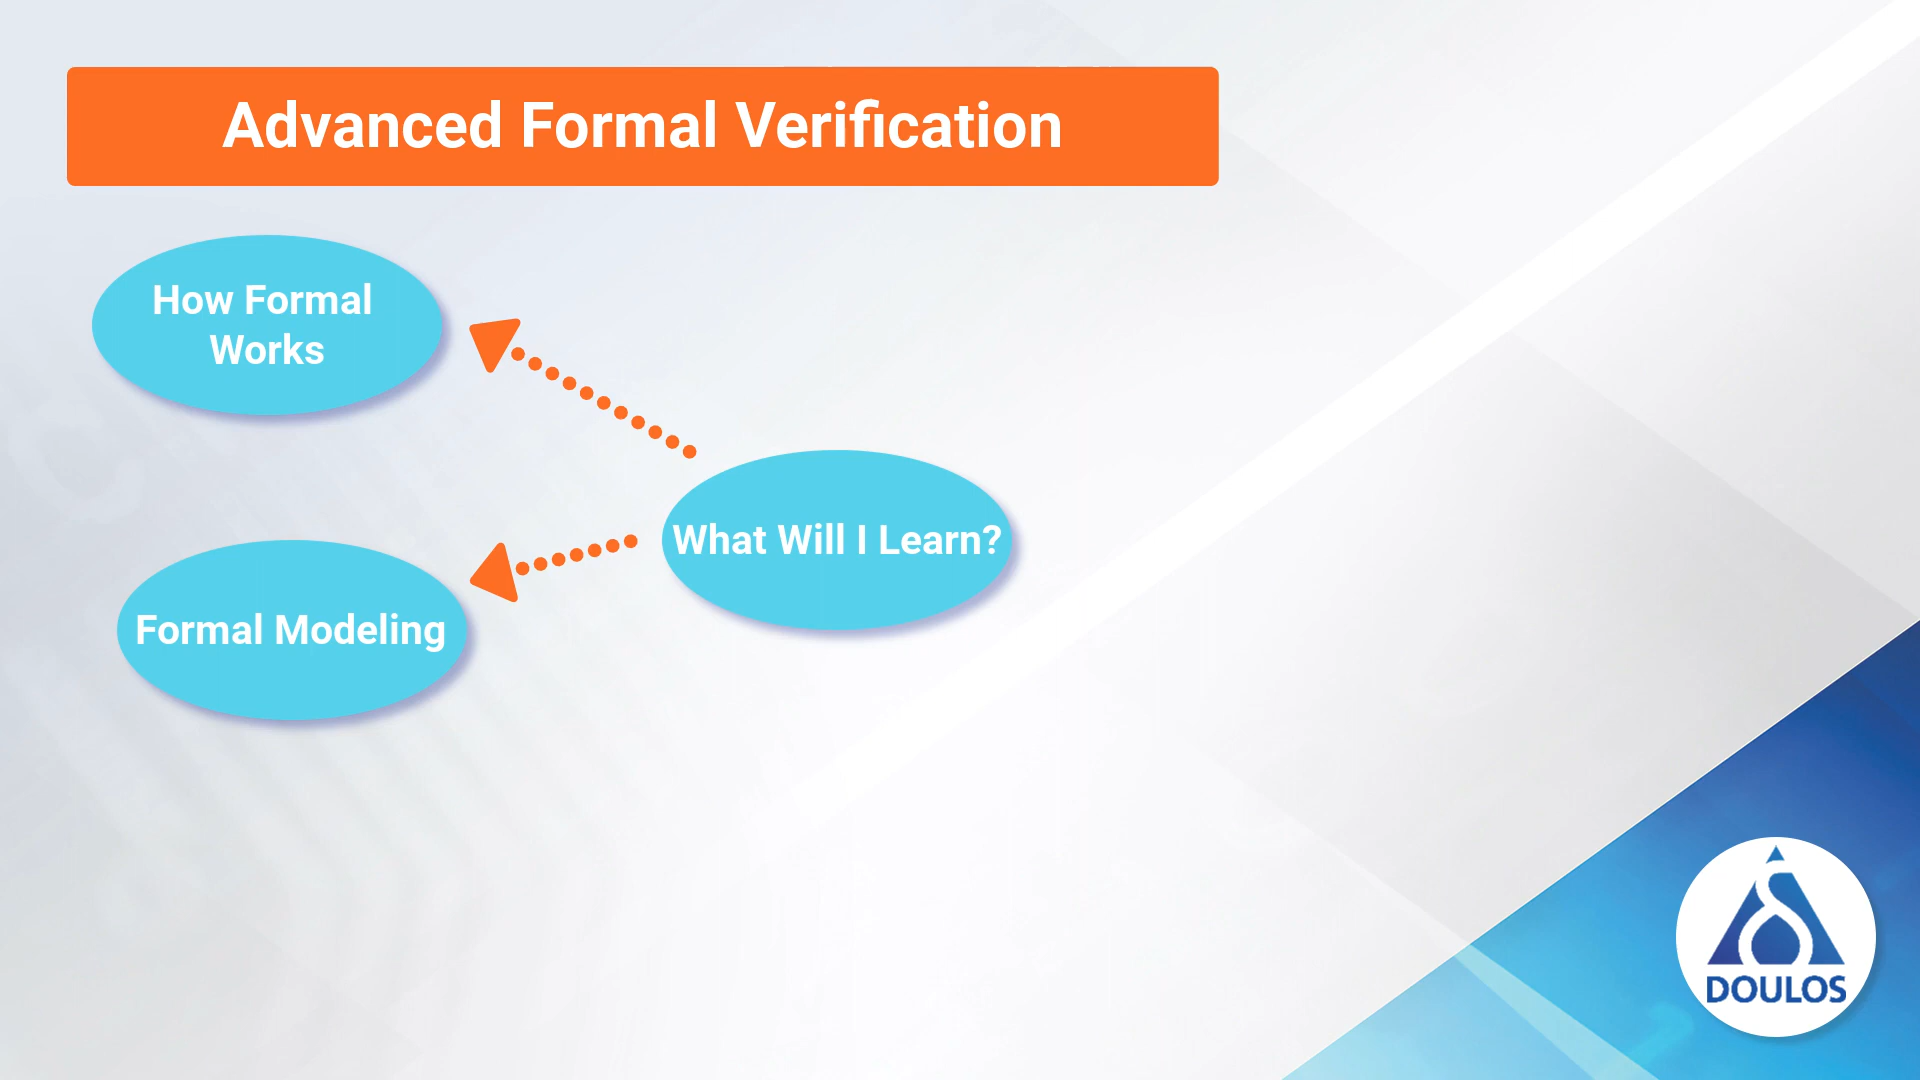 Advanced Formal Verification
How Formal
Works
What Will I Learn?
Formal Modeling
DOULOS